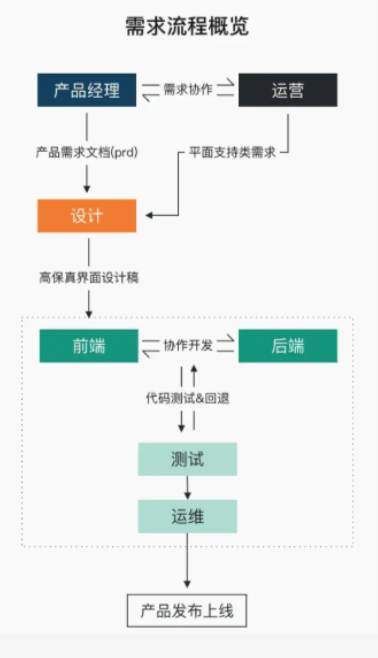 需求流程概览
产品经理
需求协作
运营
产品需求文档(prd)
平面支持类需求
设计
高保真界面设计稿
前端
协作开发
后端
代码测试&回退
测试
运维
产品发布上线